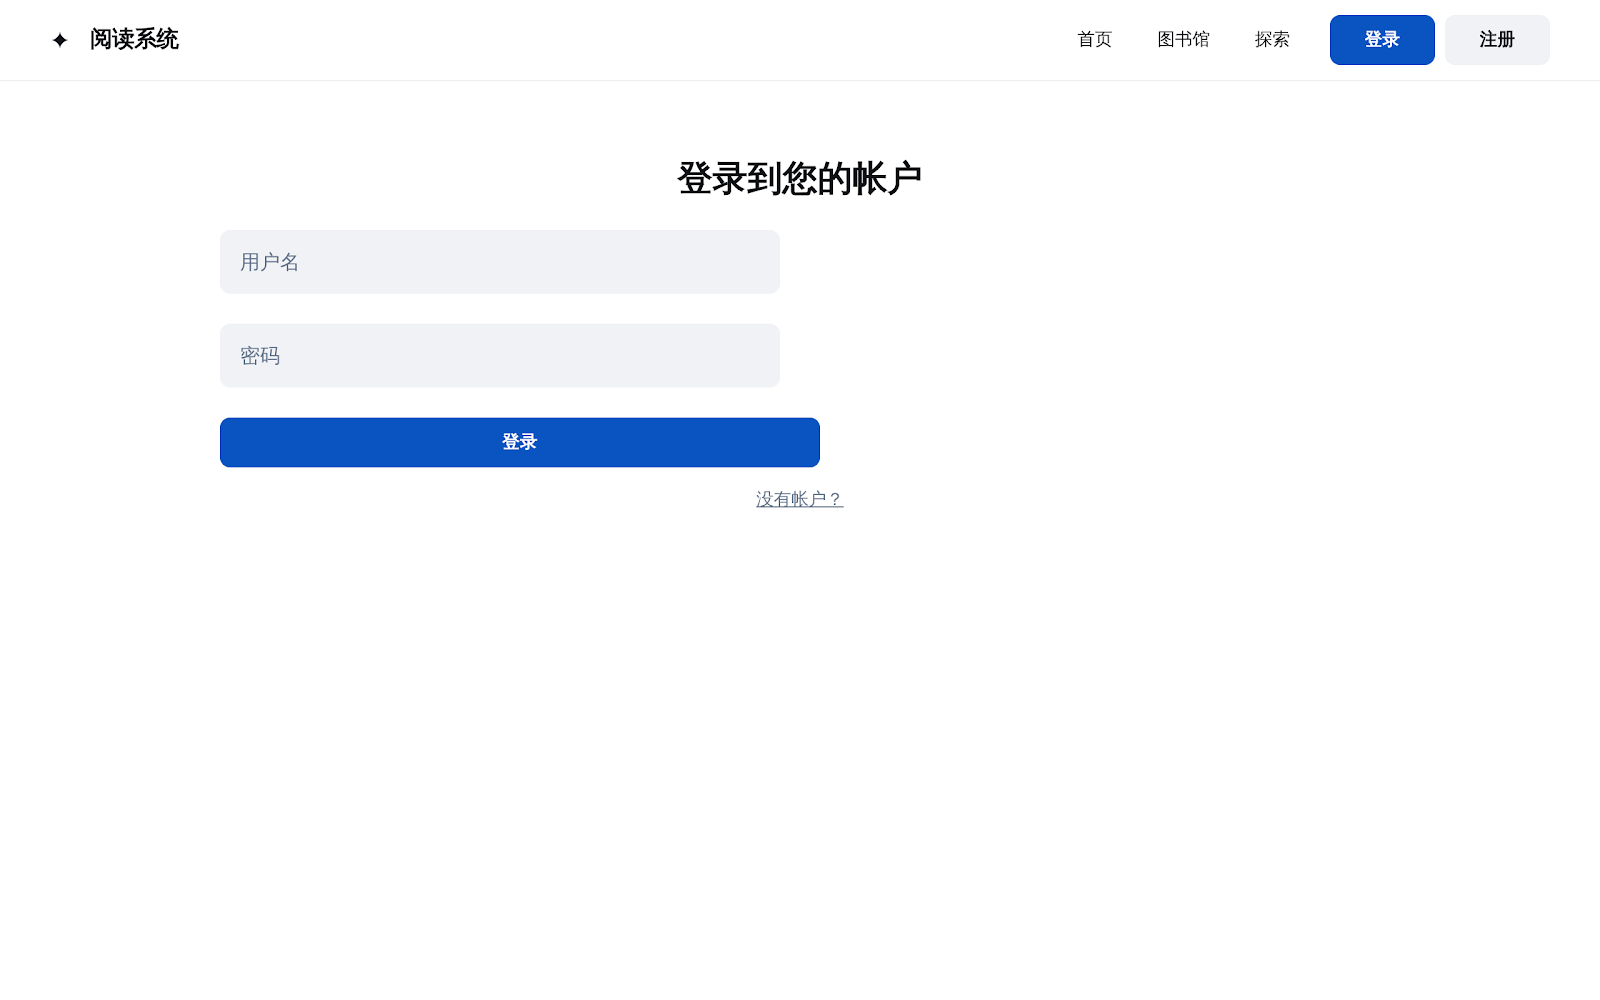 阅读系统
首页 图书馆 探索 登录 注册
登录到您的帐户
用户名
密码
登录
没有帐户？